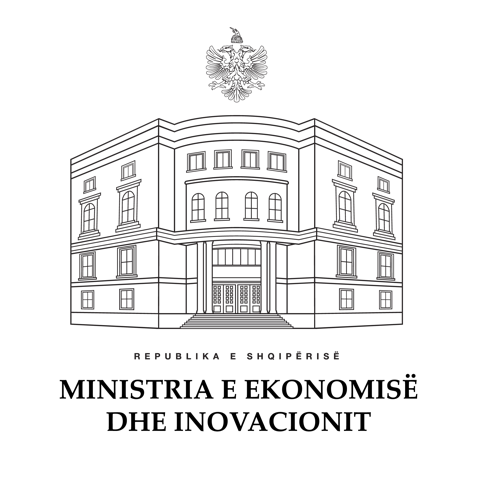 REPUBLIKA E SHQIPËRISË
MINISTRIA E EKONOMISË
DHE INOVACIONIT